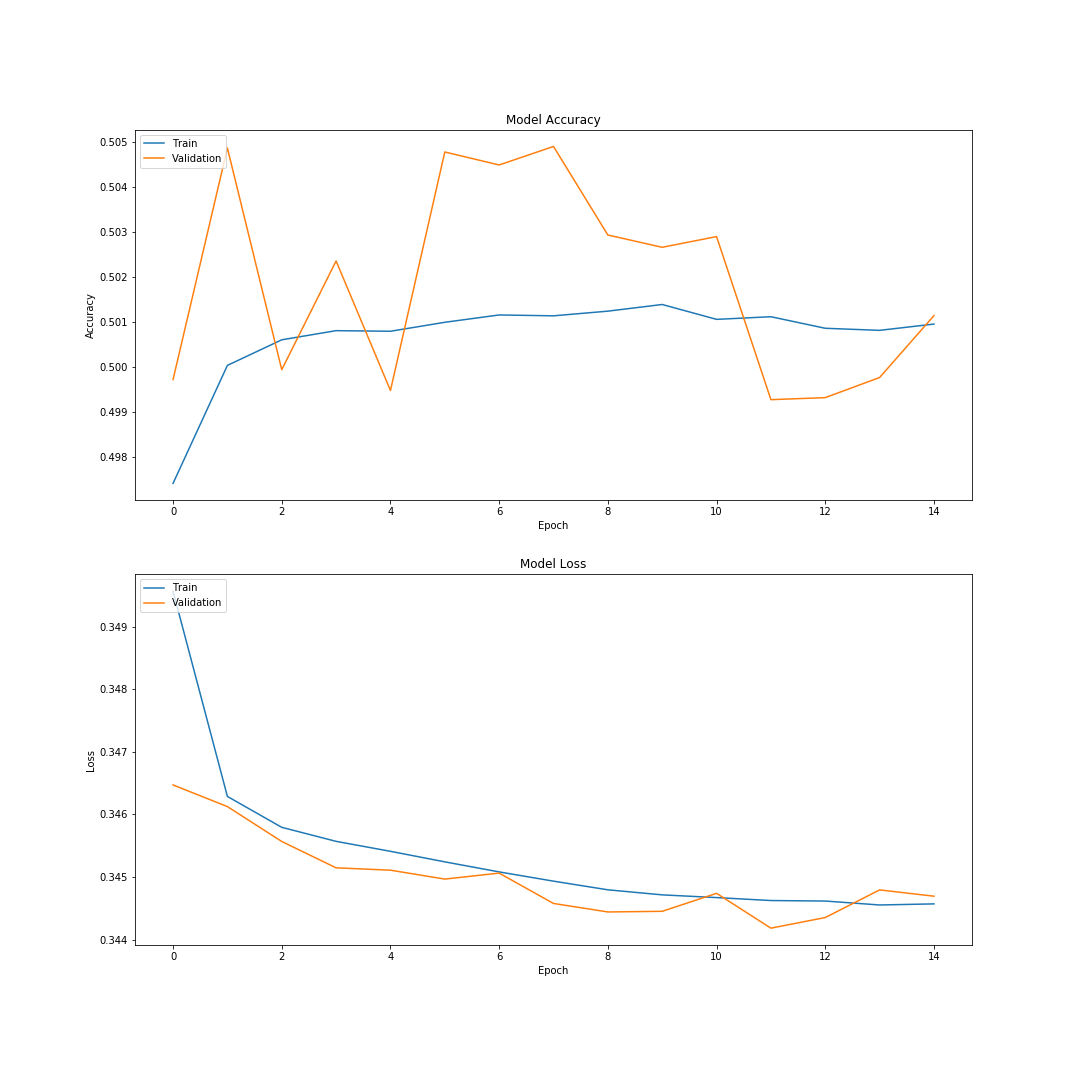 Model Accuracy
Train
Validation
0.505
0.504
0.503
0.502
0.501
0.500
0.499
0.498
Accuracy
0 2 4 6 8 10 12 14
Epoch
Model Loss
Train
Validation
0.349
0.348
0.347
0.346
0.345
0.344
Loss
0 2 4 6 8 10 12 14
Epoch